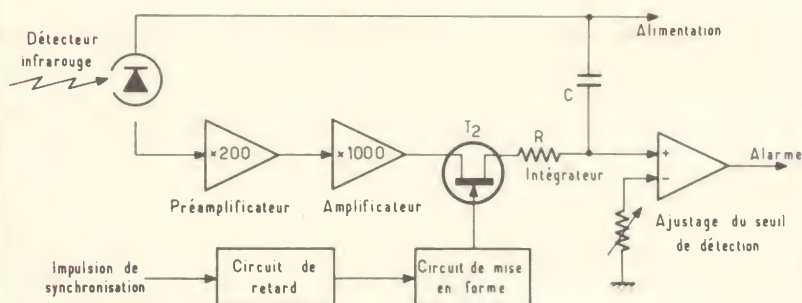 Détecteur
infrarouge
Alimentation
C
T2
R
×200
×1000
Intégrateur
+
−
Alarme
Préamplificateur
Amplificateur
Ajustage du seuil
de détection
Impulsion de
synchronisation
Circuit de
retard
Circuit de mise
en forme